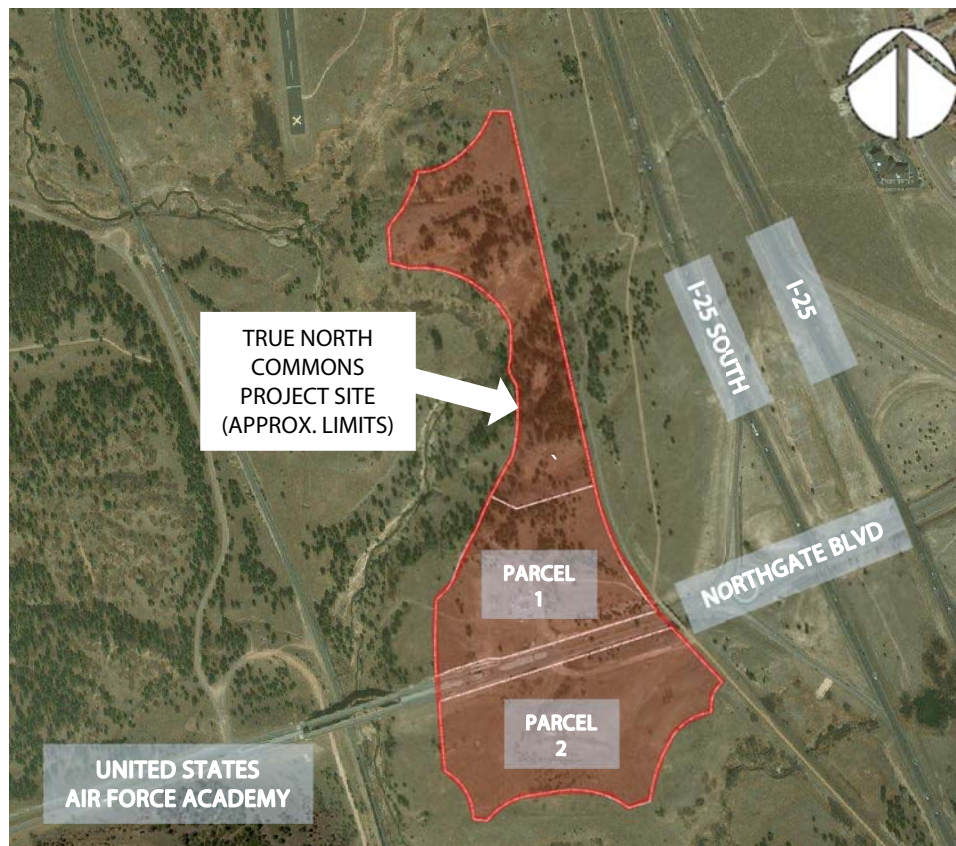 TRUE NORTH
COMMONS
PROJECT SITE
(APPROX. LIMITS)
I-25 SOUTH
I-25
NORTHGATE BLVD
PARCEL
1
PARCEL
2
UNITED STATES
AIR FORCE ACADEMY
X